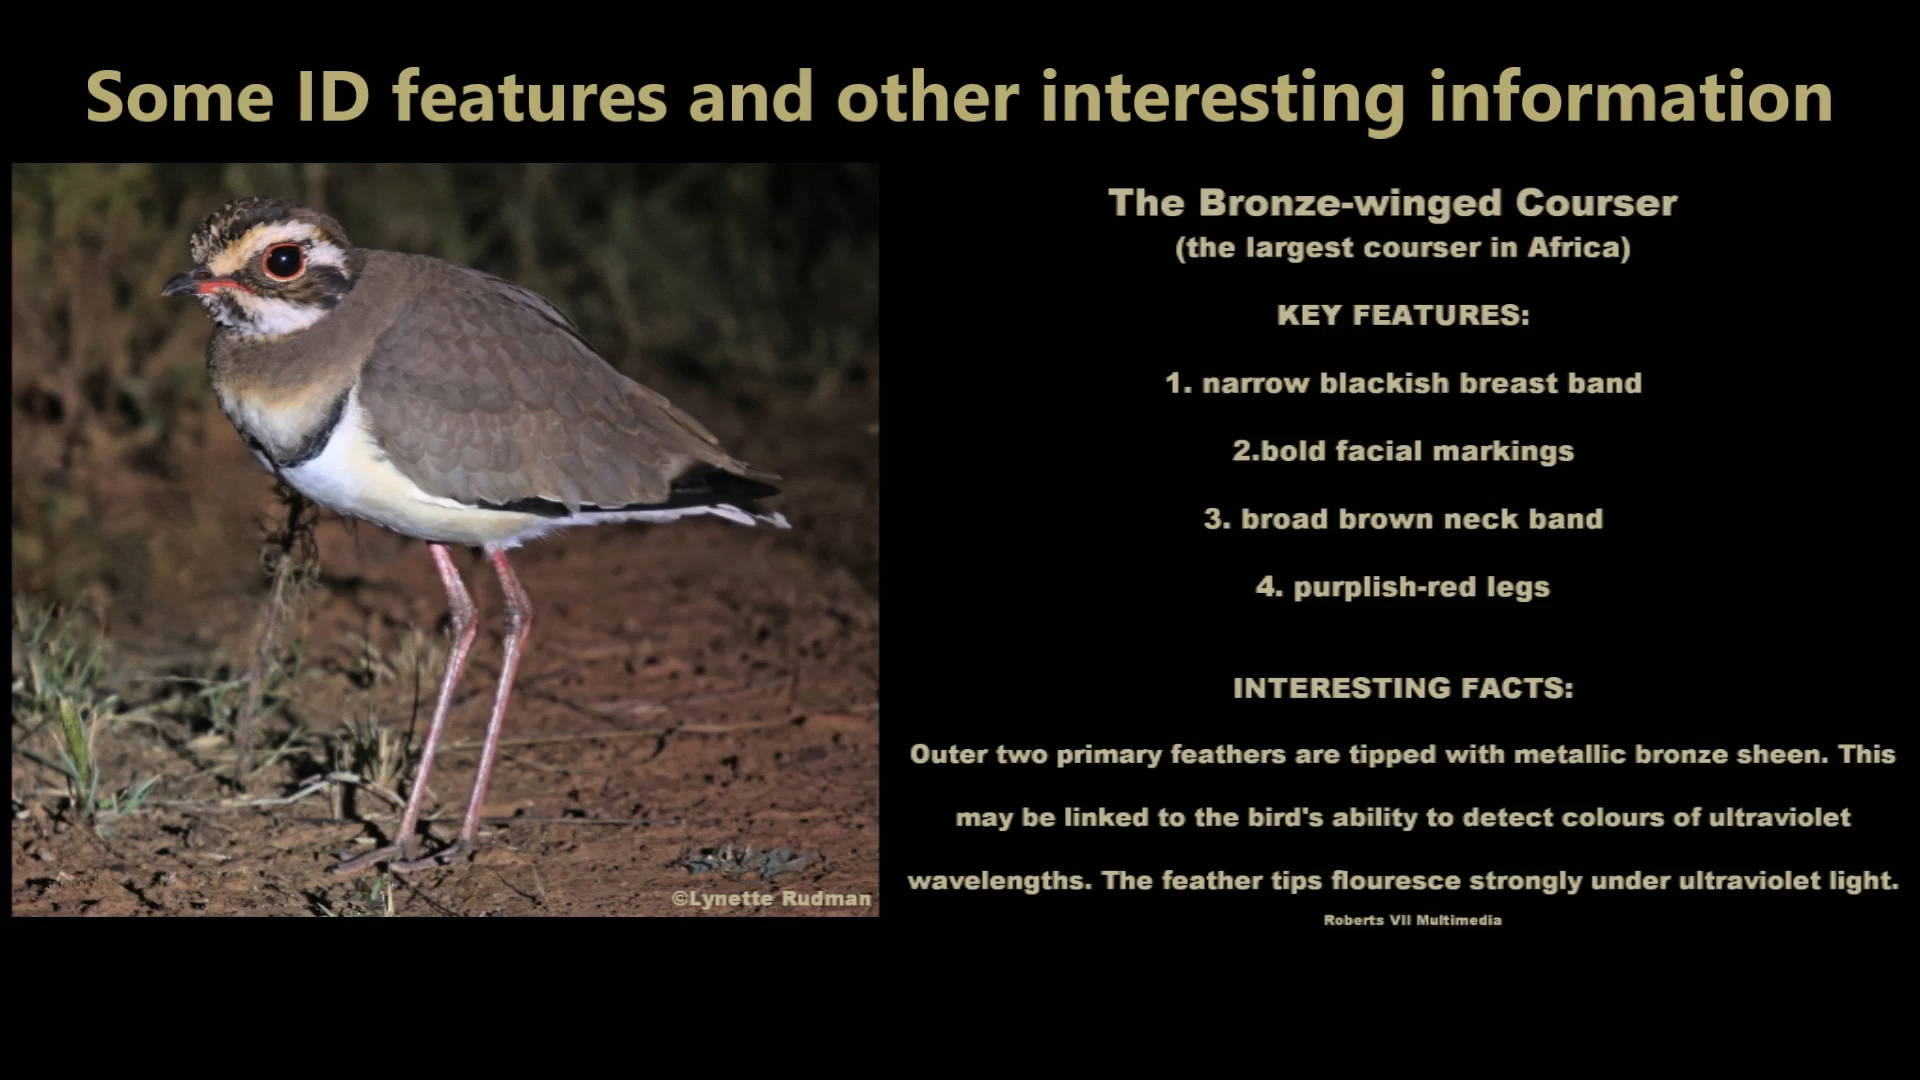 Some ID features and other interesting information
The Bronze-winged Courser
(the largest courser in Africa)
KEY FEATURES:
1. narrow blackish breast band
2.bold facial markings
3. broad brown neck band
4. purplish-red legs
INTERESTING FACTS:
Outer two primary feathers are tipped with metallic bronze sheen. This
may be linked to the bird's ability to detect colours of ultraviolet
wavelengths. The feather tips flouresce strongly under ultraviolet light.
Roberts VII Multimedia
©Lynette Rudman